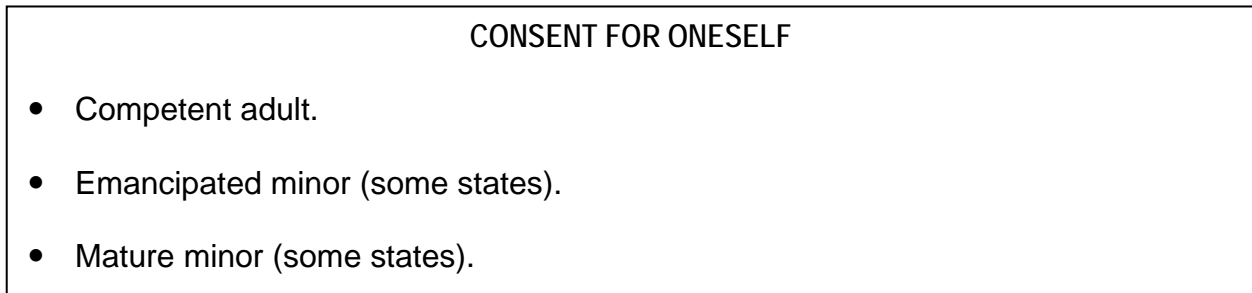 CONSENT FOR ONESELF
• Competent adult.
• Emancipated minor (some states).
• Mature minor (some states).